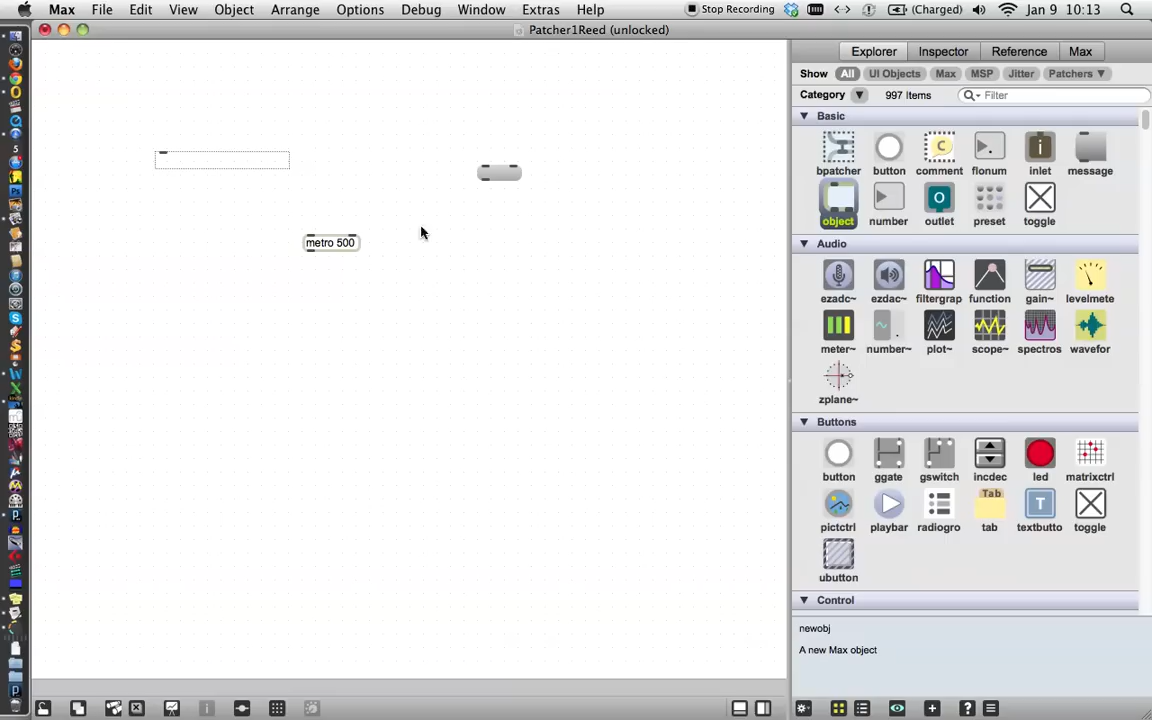 Max File Edit View Object Arrange Options Debug Window Extras Help Stop Recording (Charged) Jan 9 10:13
Patcher1Reed (unlocked)
Explorer Inspector Reference Max
Show All UI Objects Max MSP Jitter Patchers ▼
Category ▼ 997 Items Filter
Basic
bpatcher button comment flonum inlet message
object number outlet preset toggle
metro 500
Audio
ezadc~ ezdac~ filtergrap function gain~ levelmete
meter~ number~ plot~ scope~ spectros wavefor
zplane~
Buttons
button ggate gswitch incdec led matrixctrl
Tab
pictctrl playbar radiogro tab textbutto toggle
ubutton
Control
newobj
A new Max object